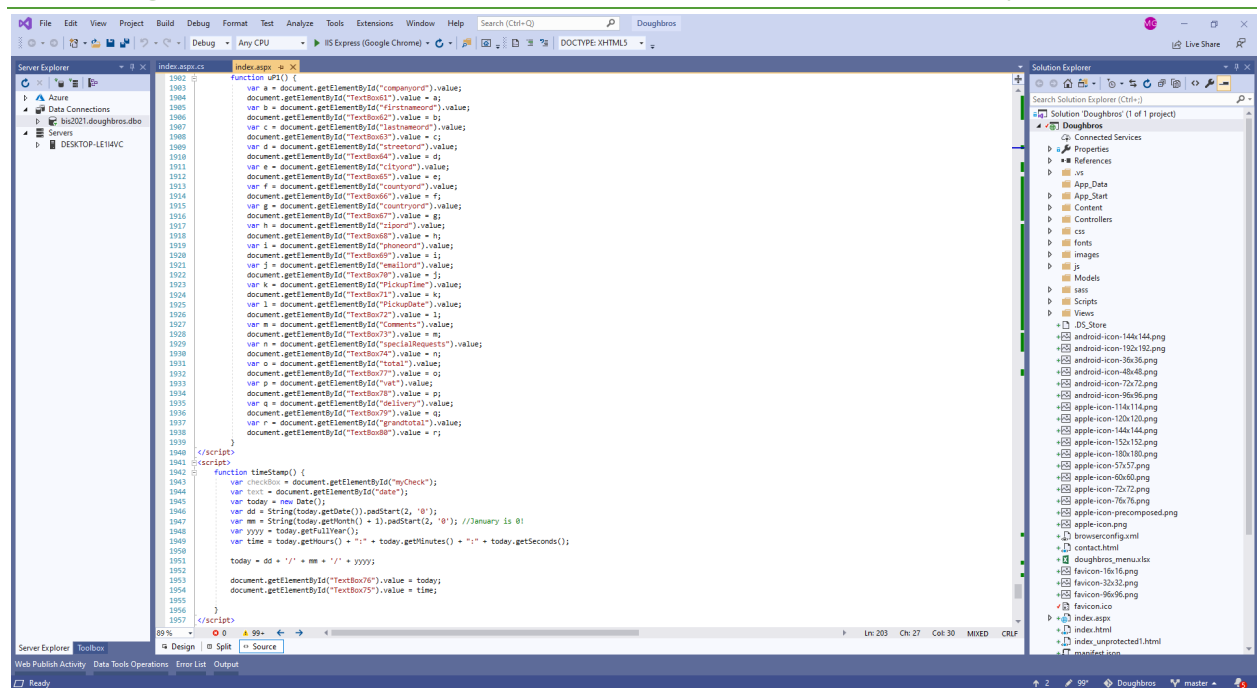 File Edit View Project Build Debug Format Test Analyze Tools Extensions Window Help Search (Ctrl+Q) Doughbros MG
Debug Any CPU IIS Express (Google Chrome) DOCTYPE: XHTML5 Live Share
Server Explorer
Azure
Data Connections
bis2021.doughbros.dbo
Servers
DESKTOP-LE1I4VC
index.aspx.cs index.aspx
1902 function uP1() {
1903 var a = document.getElementById("companyord").value;
1904 document.getElementById("TextBox61").value = a;
1905 var b = document.getElementById("firstnameord").value;
1906 document.getElementById("TextBox62").value = b;
1907 var c = document.getElementById("lastnameord").value;
1908 document.getElementById("TextBox63").value = c;
1909 var d = document.getElementById("streetord").value;
1910 document.getElementById("TextBox64").value = d;
1911 var e = document.getElementById("cityord").value;
1912 document.getElementById("TextBox65").value = e;
1913 var f = document.getElementById("countyord").value;
1914 document.getElementById("TextBox66").value = f;
1915 var g = document.getElementById("countryord").value;
1916 document.getElementById("TextBox67").value = g;
1917 var h = document.getElementById("zipord").value;
1918 document.getElementById("TextBox68").value = h;
1919 var i = document.getElementById("phoneord").value;
1920 document.getElementById("TextBox69").value = i;
1921 var j = document.getElementById("emailord").value;
1922 document.getElementById("TextBox70").value = j;
1923 var k = document.getElementById("PickupTime").value;
1924 document.getElementById("TextBox71").value = k;
1925 var l = document.getElementById("PickupDate").value;
1926 document.getElementById("TextBox72").value = l;
1927 var m = document.getElementById("Comments").value;
1928 document.getElementById("TextBox73").value = m;
1929 var n = document.getElementById("specialRequests").value;
1930 document.getElementById("TextBox74").value = n;
1931 var o = document.getElementById("total").value;
1932 document.getElementById("TextBox77").value = o;
1933 var p = document.getElementById("vat").value;
1934 document.getElementById("TextBox78").value = p;
1935 var q = document.getElementById("delivery").value;
1936 document.getElementById("TextBox79").value = q;
1937 var r = document.getElementById("grandtotal").value;
1938 document.getElementById("TextBox80").value = r;
1939 }
1940 </script>
1941 <script>
1942 function timeStamp() {
1943 var checkBox = document.getElementById("myCheck");
1944 var text = document.getElementById("date");
1945 var today = new Date();
1946 var dd = String(today.getDate()).padStart(2, '0');
1947 var mm = String(today.getMonth() + 1).padStart(2, '0'); //January is 0!
1948 var yyyy = today.getFullYear();
1949 var time = today.getHours() + ":" + today.getMinutes() + ":" + today.getSeconds();
1950
1951 today = dd + '/' + mm + '/' + yyyy;
1952
1953 document.getElementById("TextBox76").value = today;
1954 document.getElementById("TextBox75").value = time;
1955
1956 }
1957 </script>
89 % 0 99+ Ln: 203 Ch: 27 Col: 30 MIXED CRLF
Design Split Source
Solution Explorer
Search Solution Explorer (Ctrl+;)
Solution 'Doughbros' (1 of 1 project)
Doughbros
Connected Services
Properties
References
.vs
App_Data
App_Start
Content
Controllers
css
fonts
images
js
Models
sass
Scripts
Views
.DS_Store
android-icon-144x144.png
android-icon-192x192.png
android-icon-36x36.png
android-icon-48x48.png
android-icon-72x72.png
android-icon-96x96.png
apple-icon-114x114.png
apple-icon-120x120.png
apple-icon-144x144.png
apple-icon-152x152.png
apple-icon-180x180.png
apple-icon-57x57.png
apple-icon-60x60.png
apple-icon-72x72.png
apple-icon-76x76.png
apple-icon-precomposed.png
apple-icon.png
browserconfig.xml
contact.html
doughbros_menu.xlsx
favicon-16x16.png
favicon-32x32.png
favicon-96x96.png
favicon.ico
index.aspx
index.html
index_unprotected1.html
manifest.json
Server Explorer Toolbox
Web Publish Activity Data Tools Operations Error List Output
Ready 2 99* Doughbros master